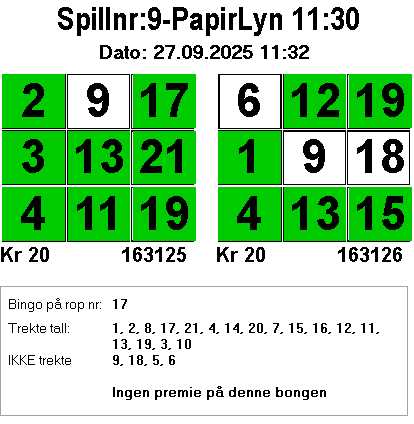 Spillnr:9-PapirLyn 11:30
Dato: 27.09.2025 11:32
2 9 17
3 13 21
4 11 19
Kr 20 163125
6 12 19
1 9 18
4 13 15
Kr 20 163126
Bingo på rop nr: 17
Trekte tall: 1, 2, 8, 17, 21, 4, 14, 20, 7, 15, 16, 12, 11,
13, 19, 3, 10
IKKE trekte 9, 18, 5, 6
Ingen premie på denne bongen